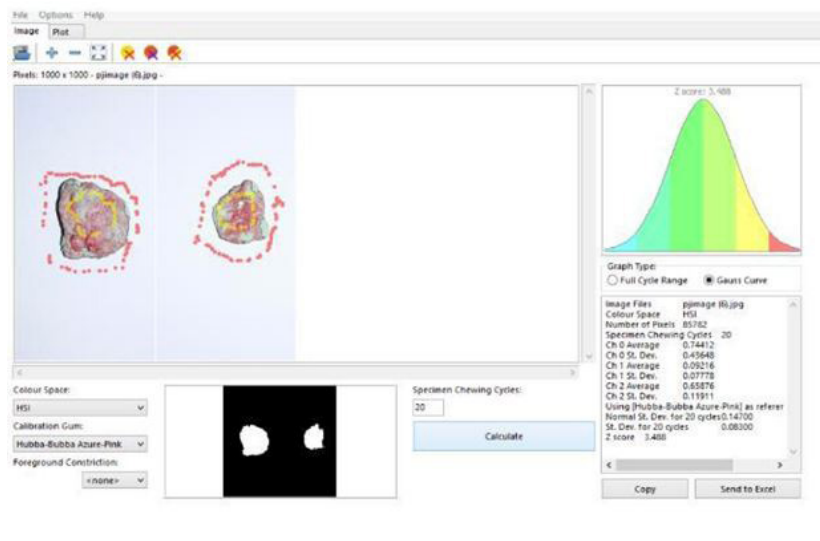 File Options Help
Image Plot
Pixels: 1000 x 1000 - pjimage (6).jpg -
Z score: 3.488
Graph Type:
Full Cycle Range Gauss Curve
Image Files pjimage (6).jpg
Colour Space HSI
Number of Pixels 85782
Specimen Chewing Cycles 20
Ch 0 Average 0.74412
Ch 0 St. Dev. 0.43648
Ch 1 Average 0.09216
Ch 1 St. Dev. 0.07778
Ch 2 Average 0.65876
Ch 2 St. Dev. 0.11911
Using [Hubba-Bubba Azure-Pink] as referer
Normal St. Dev. for 20 cycles0.14700
St. Dev. for 20 cycles 0.08300
Z score 3.488
Colour Space:
HSI
Calibration Gum:
Hubba-Bubba Azure-Pink
Foreground Constriction:
<none>
Specimen Chewing Cycles:
20
Calculate
Copy Send to Excel